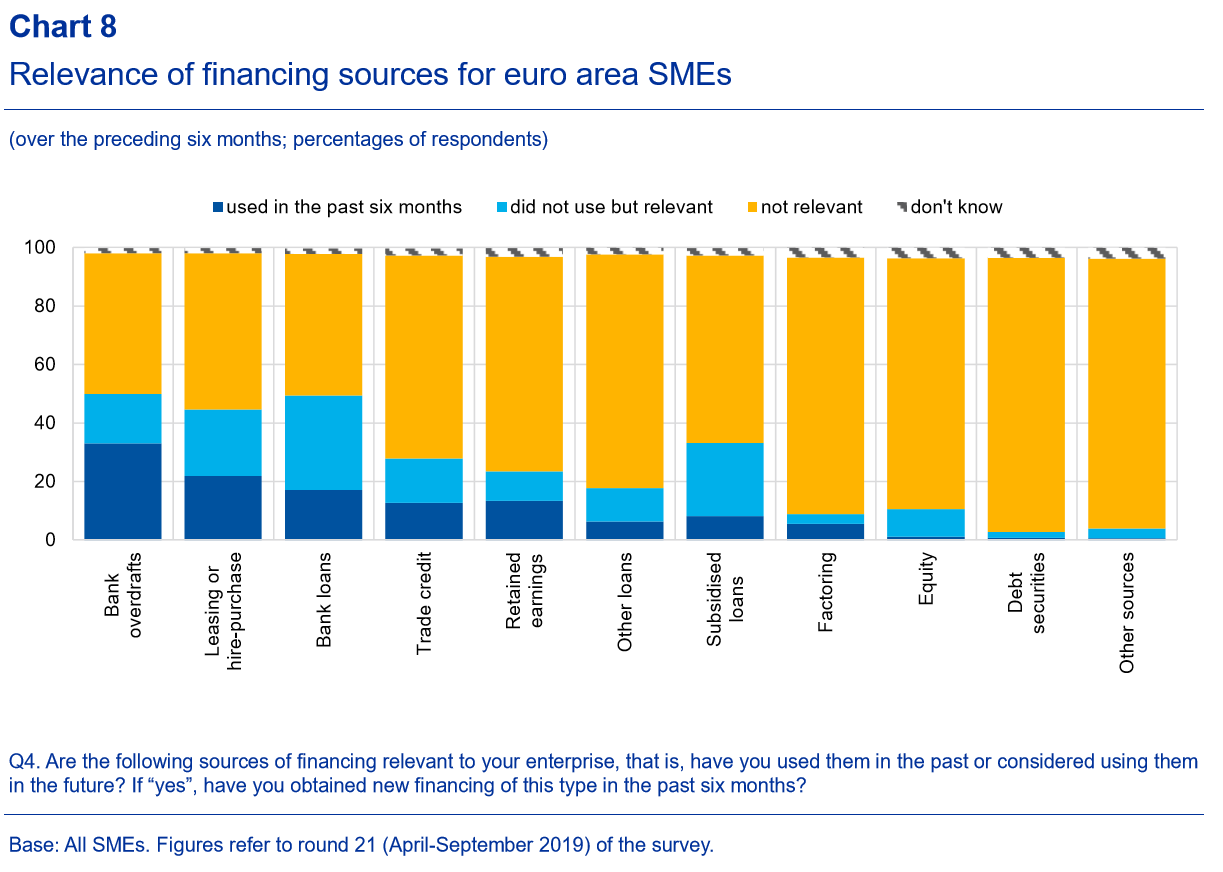 Chart 8
Relevance of financing sources for euro area SMEs
(over the preceding six months; percentages of respondents)
used in the past six months did not use but relevant not relevant don't know
100
80
60
40
20
0
Bank
overdrafts
Leasing or
hire-purchase
Bank loans
Trade credit
Retained
earnings
Other loans
Subsidised
loans
Factoring
Equity
Debt
securities
Other sources
Q4. Are the following sources of financing relevant to your enterprise, that is, have you used them in the past or considered using them
in the future? If “yes”, have you obtained new financing of this type in the past six months?
Base: All SMEs. Figures refer to round 21 (April-September 2019) of the survey.